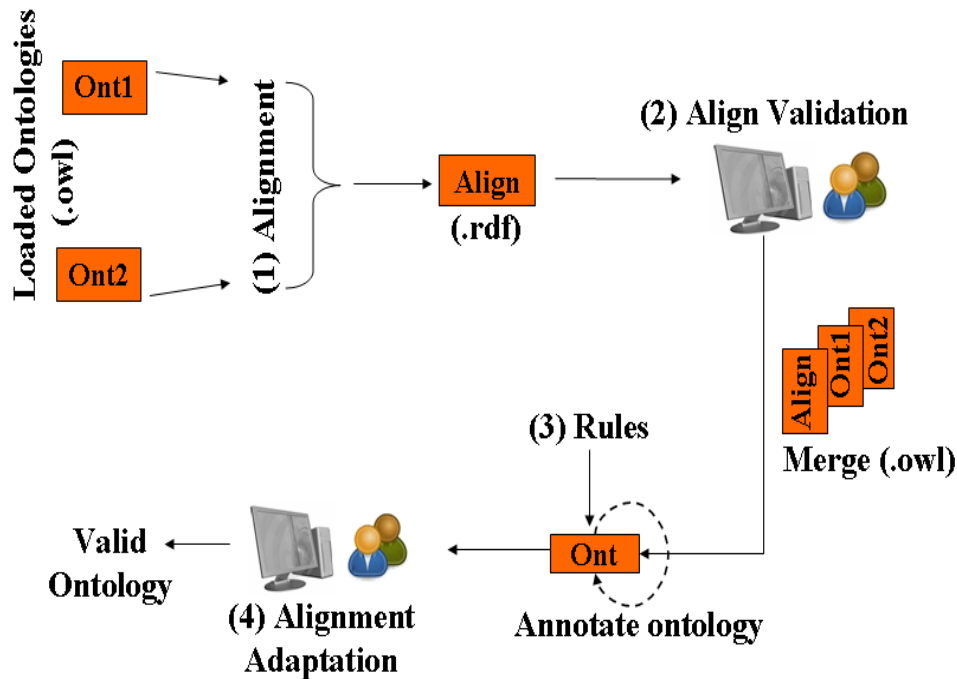 Loaded Ontologies
(.owl)
Ont1
Ont2
(1) Alignment
Align
(.rdf)
(2) Align Validation
Align
Ont1
Ont2
Merge (.owl)
(3) Rules
Ont
Annotate ontology
(4) Alignment
Adaptation
Valid
Ontology